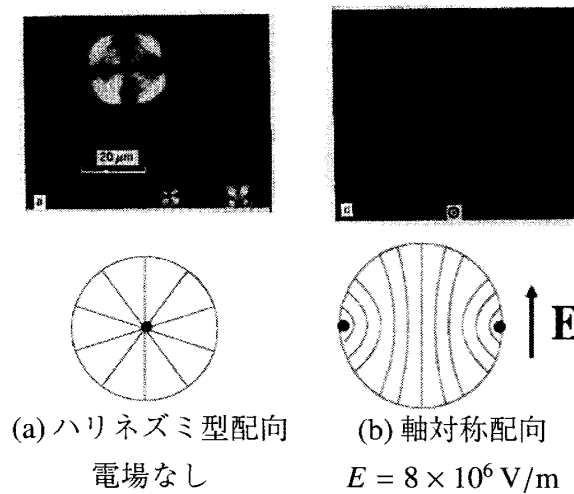 20 μm
a
c
E
(a) ハリネズミ型配向
電場なし
(b) 軸対称配向
E = 8 × 10⁶ V/m